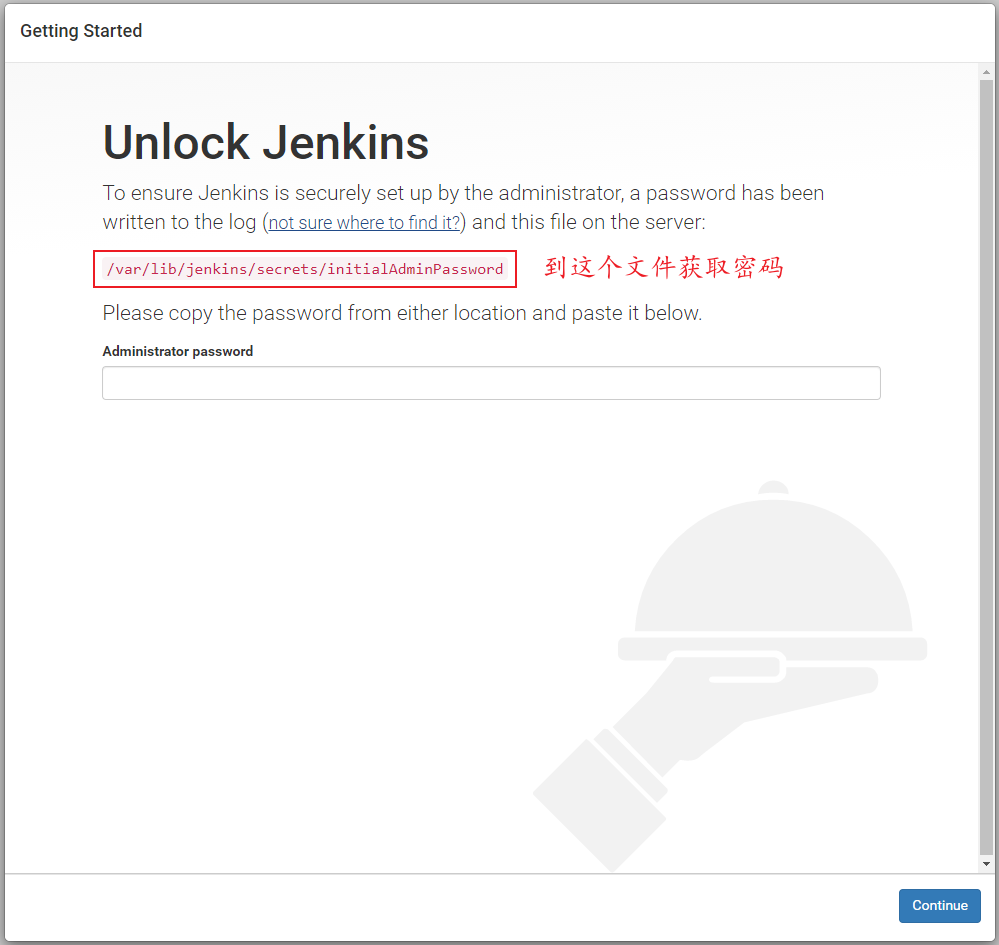 Getting Started
Unlock Jenkins
To ensure Jenkins is securely set up by the administrator, a password has been
written to the log (not sure where to find it?) and this file on the server:
/var/lib/jenkins/secrets/initialAdminPassword 到这个文件获取密码
Please copy the password from either location and paste it below.
Administrator password
Continue